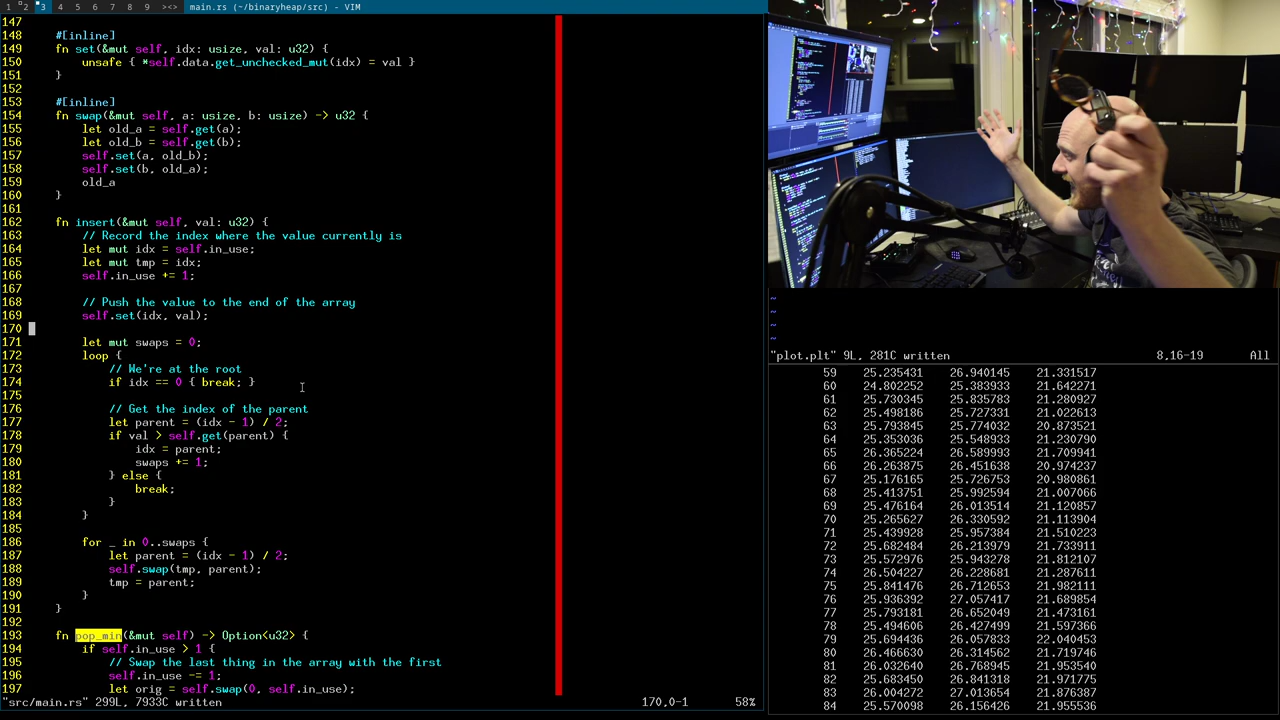 1 2 3 4 5 6 7 8 9 ><> main.rs (~/binaryheap/src) - VIM
147
148 #[inline]
149 fn set(&mut self, idx: usize, val: u32) {
150 unsafe { *self.data.get_unchecked_mut(idx) = val }
151 }
152
153 #[inline]
154 fn swap(&mut self, a: usize, b: usize) -> u32 {
155 let old_a = self.get(a);
156 let old_b = self.get(b);
157 self.set(a, old_b);
158 self.set(b, old_a);
159 old_a
160 }
161
162 fn insert(&mut self, val: u32) {
163 // Record the index where the value currently is
164 let mut idx = self.in_use;
165 let mut tmp = idx;
166 self.in_use += 1;
167
168 // Push the value to the end of the array
169 self.set(idx, val);
170
171 let mut swaps = 0;
172 loop {
173 // We're at the root
174 if idx == 0 { break; }
175
176 // Get the index of the parent
177 let parent = (idx - 1) / 2;
178 if val > self.get(parent) {
179 idx = parent;
180 swaps += 1;
181 } else {
182 break;
183 }
184 }
185
186 for _ in 0..swaps {
187 let parent = (idx - 1) / 2;
188 self.swap(tmp, parent);
189 tmp = parent;
190 }
191 }
192
193 fn pop_min(&mut self) -> Option<u32> {
194 if self.in_use > 1 {
195 // Swap the last thing in the array with the first
196 self.in_use -= 1;
197 let orig = self.swap(0, self.in_use);
"src/main.rs" 299L, 7933C written 170,0-1 58%
~
~
~
~
"plot.plt" 9L, 281C written 8,16-19 All
59 25.235431 26.940145 21.331517
60 24.802252 25.383933 21.642271
61 25.730345 25.835783 21.280927
62 25.498186 25.727331 21.022613
63 25.793845 25.774032 20.873521
64 25.353036 25.548933 21.230790
65 26.365224 26.589993 21.709941
66 26.263875 26.451638 20.974237
67 25.176165 25.726753 20.980861
68 25.413751 25.992594 21.007066
69 25.476164 26.013514 21.120857
70 25.265627 26.330592 21.113904
71 25.439928 25.957384 21.510223
72 25.682484 26.213979 21.733911
73 25.572976 25.943278 21.812107
74 26.504227 26.228681 21.287611
75 25.841476 26.712653 21.982111
76 25.936392 27.057417 21.689854
77 25.793181 26.652049 21.473161
78 25.494606 26.427499 21.597366
79 25.694436 26.057833 22.040453
80 26.466630 26.314562 21.719746
81 26.032640 26.768945 21.953540
82 25.683450 26.841318 21.971775
83 26.004272 27.013654 21.876387
84 25.570098 26.156426 21.955536